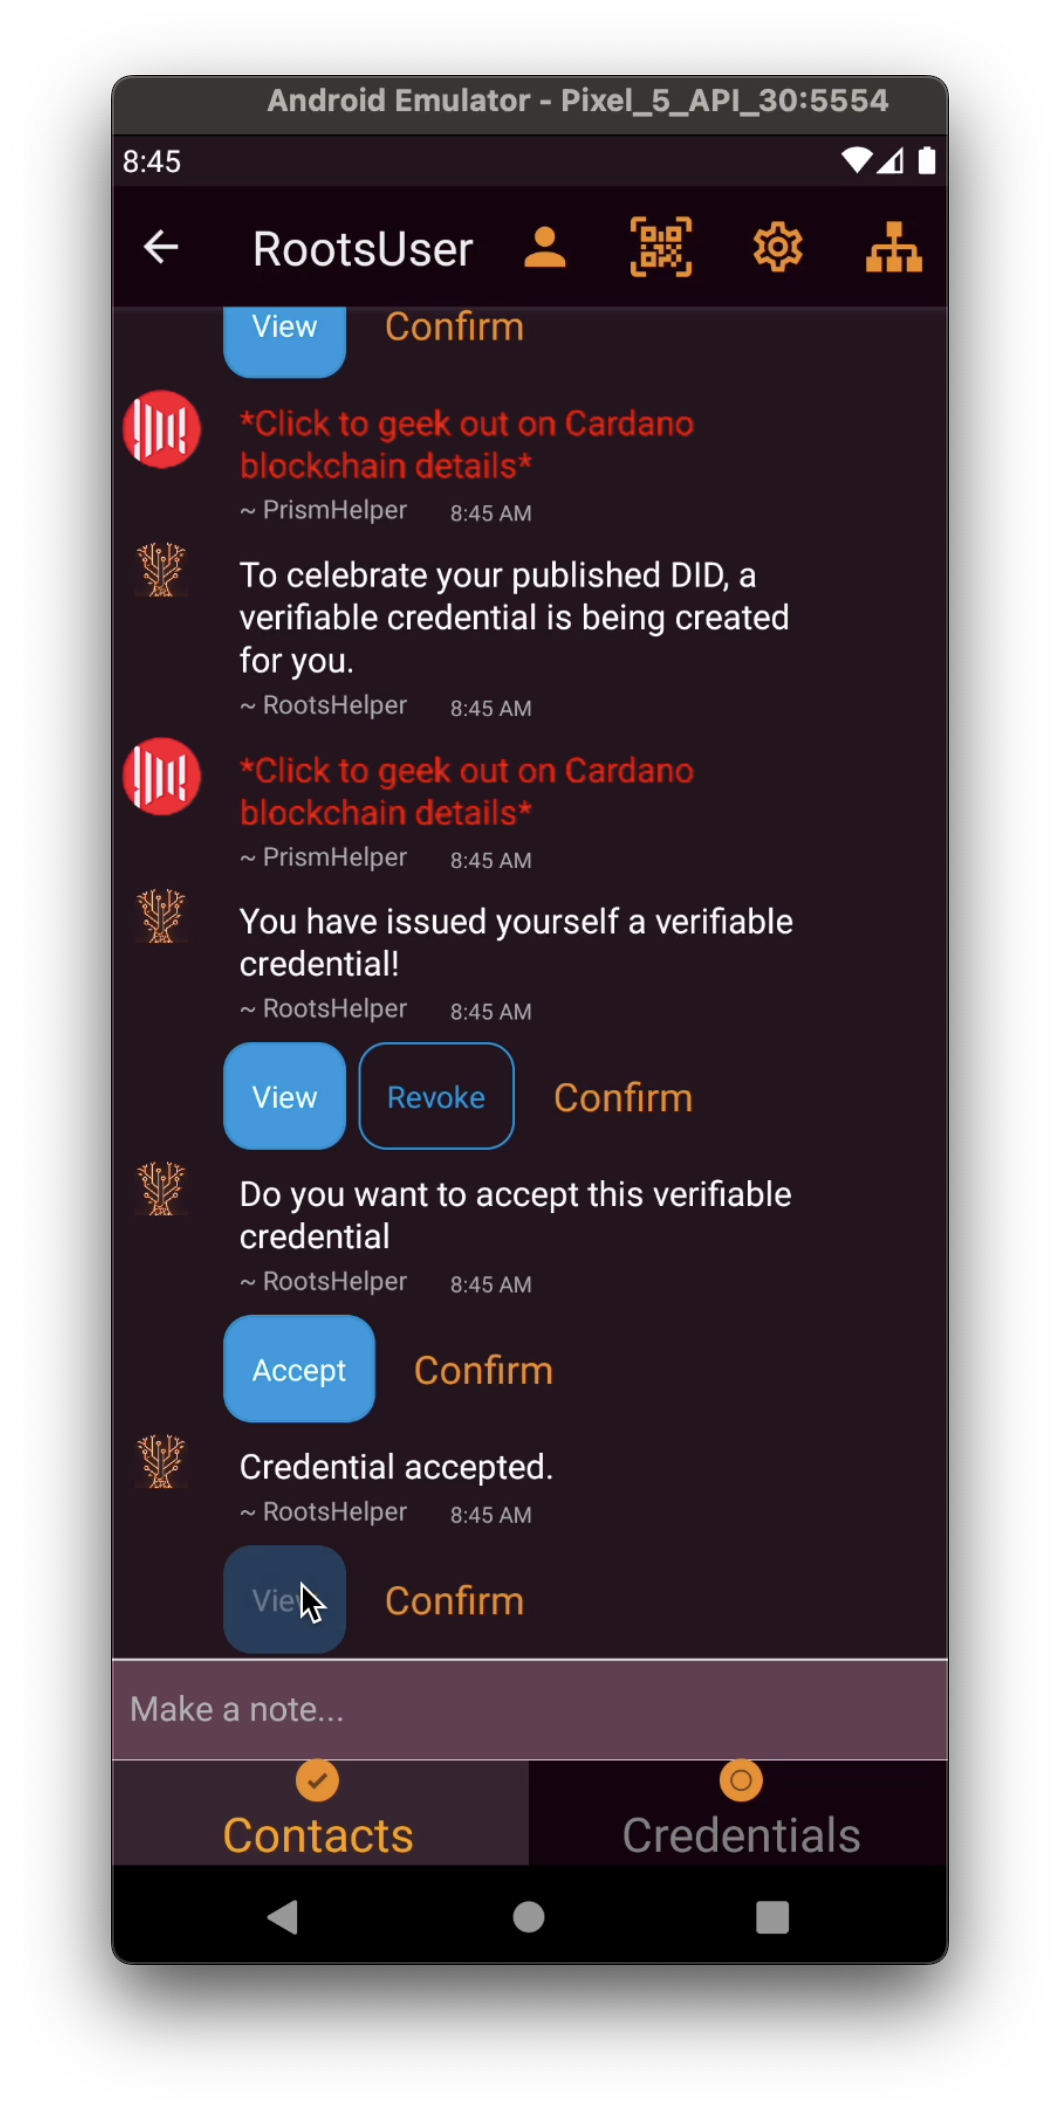 Android Emulator - Pixel_5_API_30:5554
8:45
RootsUser
View Confirm
*Click to geek out on Cardano
blockchain details*
~ PrismHelper 8:45 AM
To celebrate your published DID, a
verifiable credential is being created
for you.
~ RootsHelper 8:45 AM
*Click to geek out on Cardano
blockchain details*
~ PrismHelper 8:45 AM
You have issued yourself a verifiable
credential!
~ RootsHelper 8:45 AM
View Revoke Confirm
Do you want to accept this verifiable
credential
~ RootsHelper 8:45 AM
Accept Confirm
Credential accepted.
~ RootsHelper 8:45 AM
View Confirm
Make a note...
Contacts Credentials